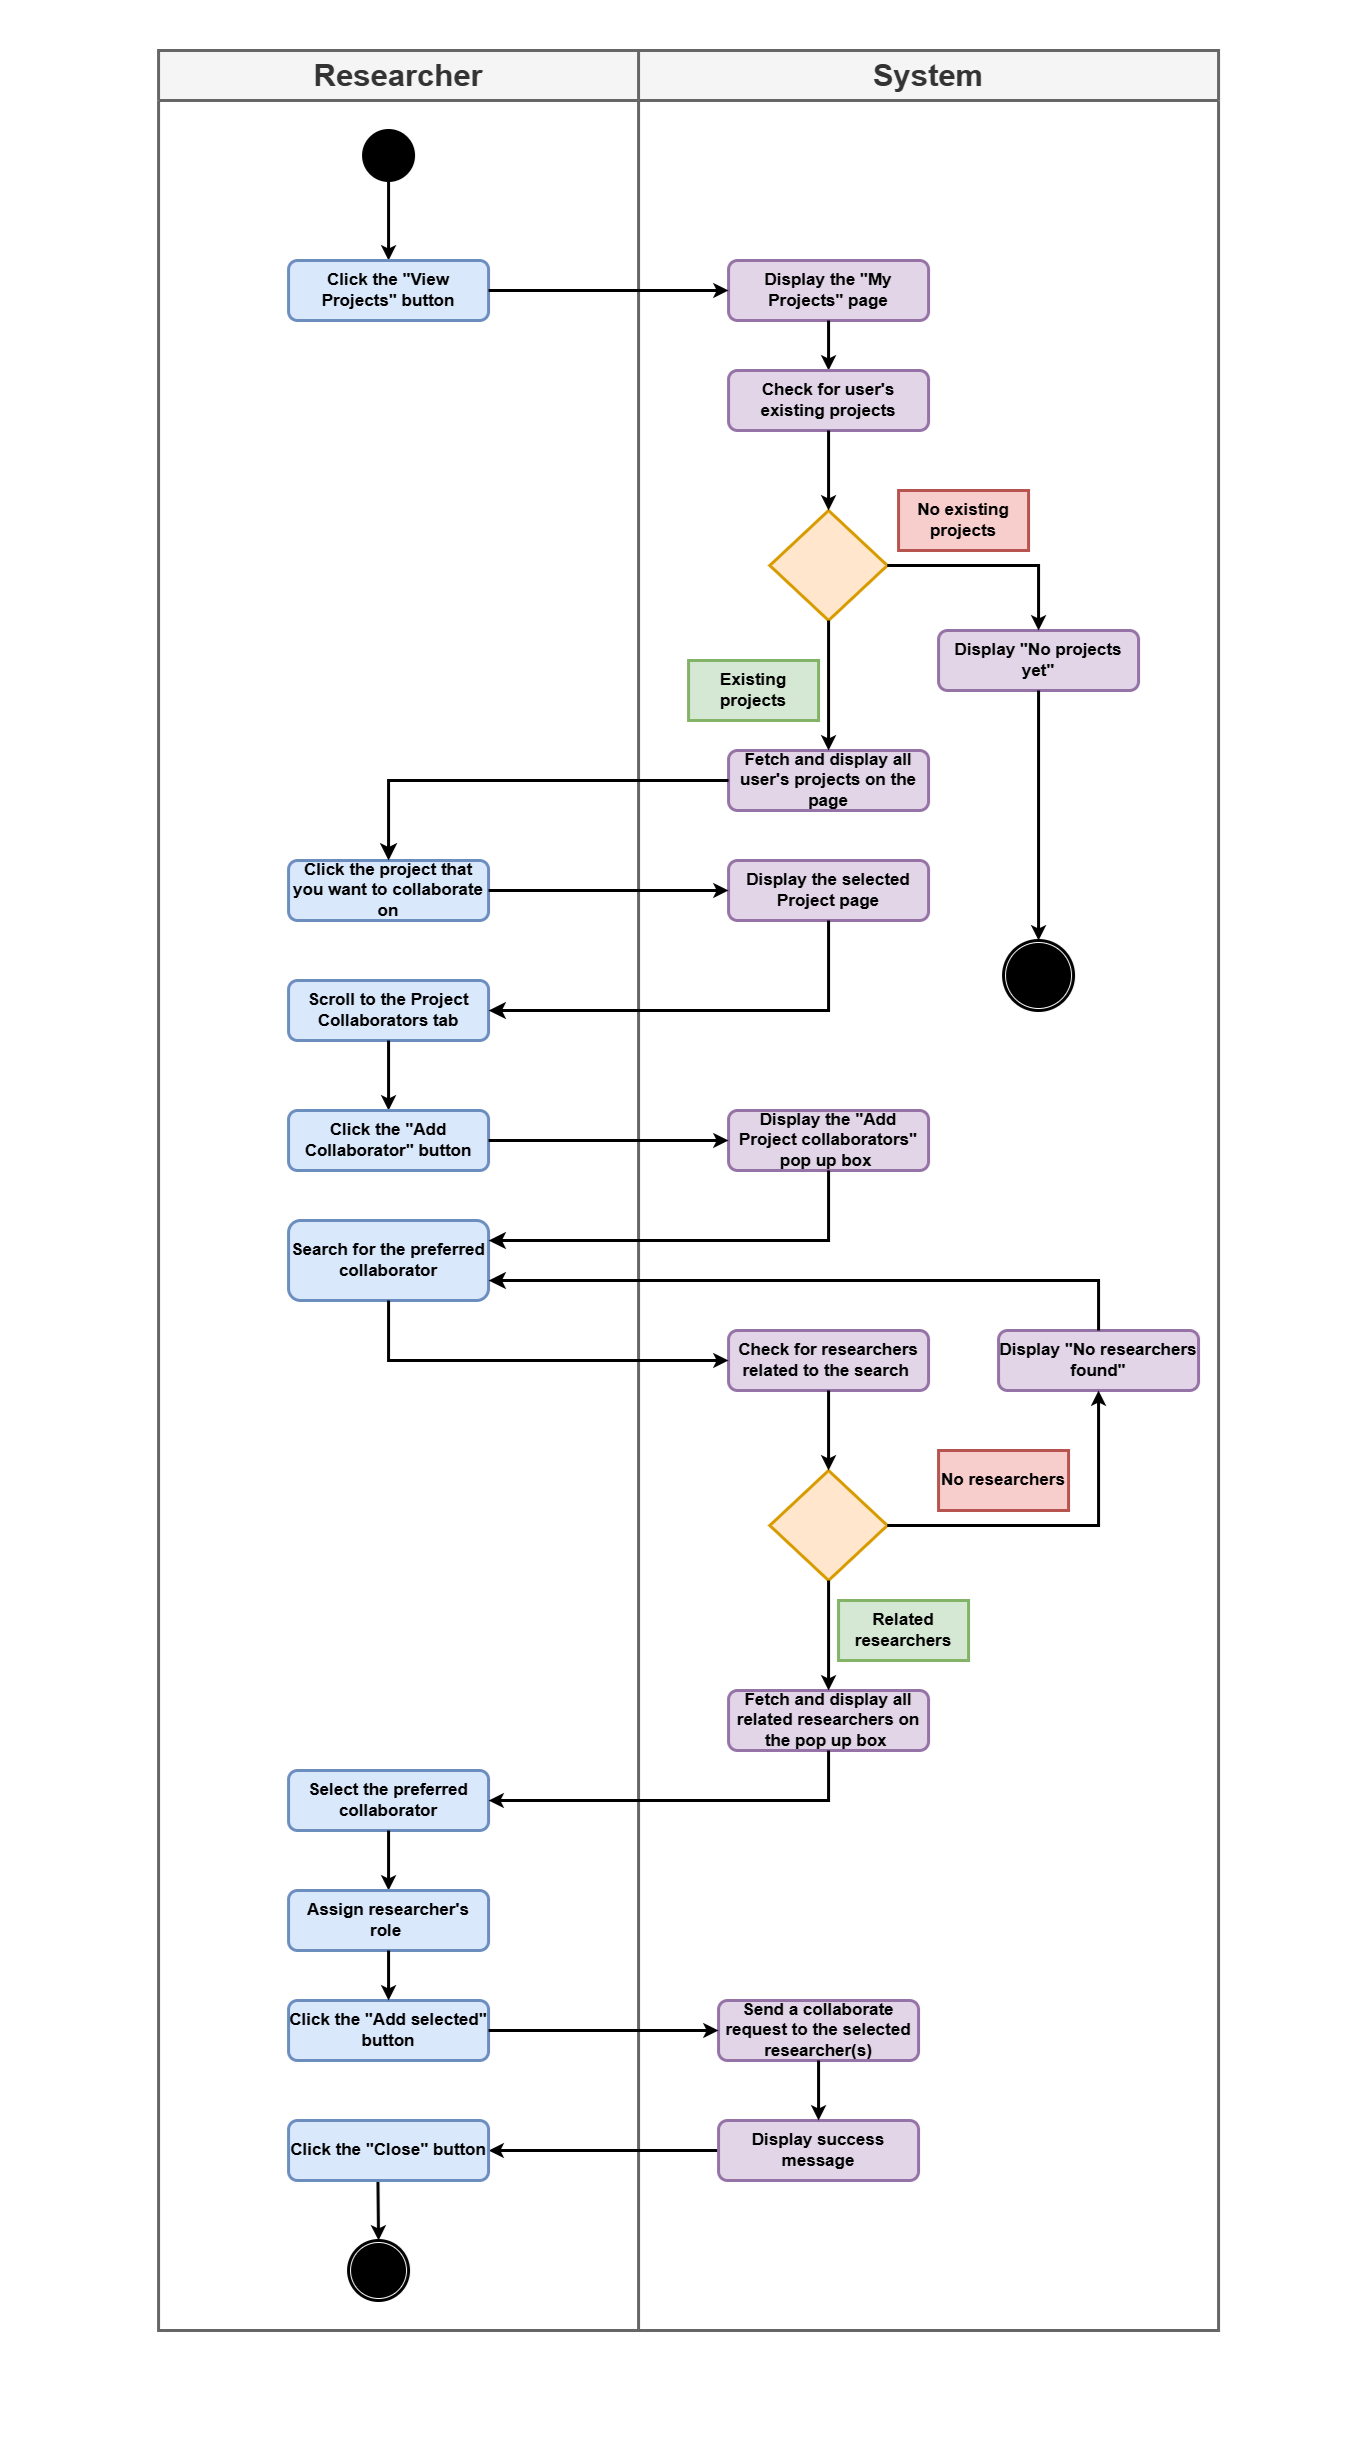 Researcher
System
Click the "View
Projects" button
Display the "My
Projects" page
Check for user's
existing projects
No existing
projects
Display "No projects
yet"
Existing
projects
Fetch and display all
user's projects on the
page
Click the project that
you want to collaborate
on
Display the selected
Project page
Scroll to the Project
Collaborators tab
Click the "Add
Collaborator" button
Display the "Add
Project collaborators"
pop up box
Search for the preferred
collaborator
Check for researchers
related to the search
Display "No researchers
found"
No researchers
Related
researchers
Fetch and display all
related researchers on
the pop up box
Select the preferred
collaborator
Assign researcher's
role
Click the "Add selected"
button
Send a collaborate
request to the selected
researcher(s)
Click the "Close" button
Display success
message